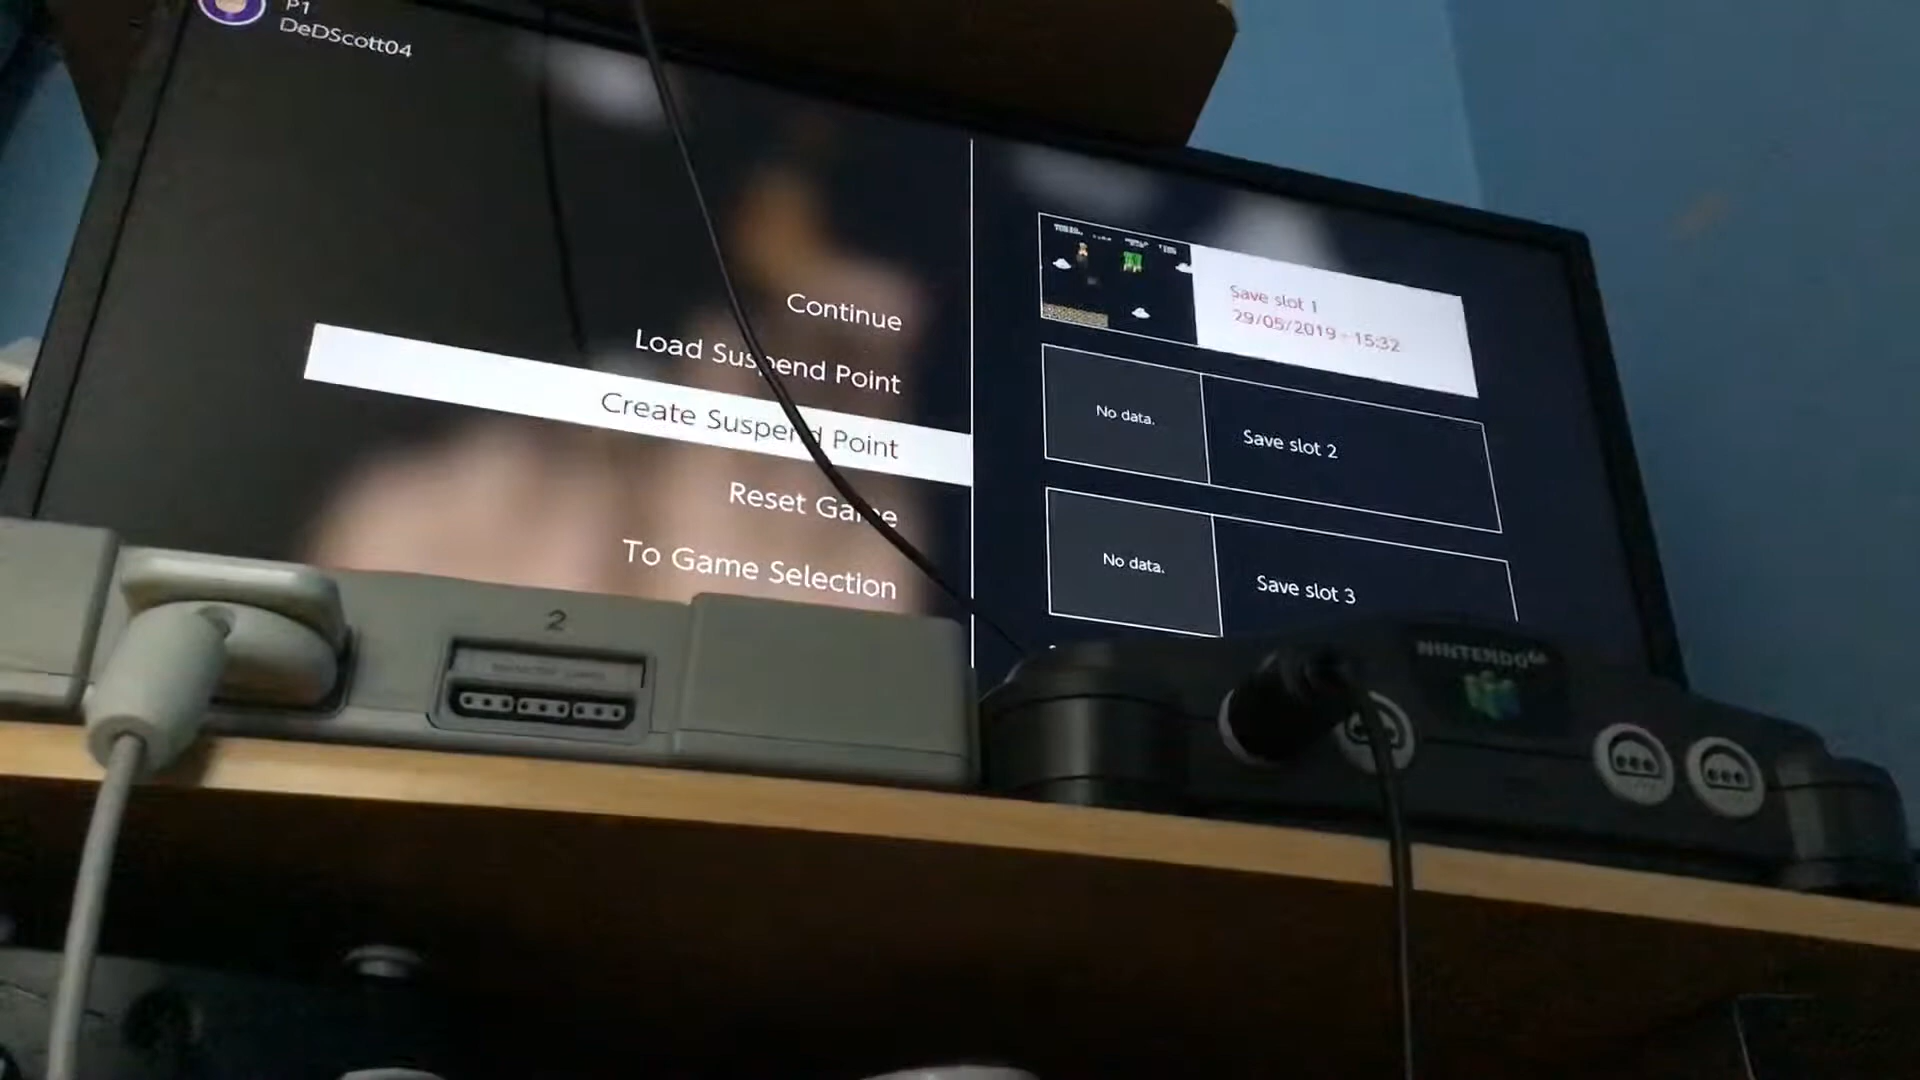 P1
DeDScott04
Continue
Load Suspend Point
Create Suspend Point
Reset Game
To Game Selection
Save slot 1
29/05/2019 - 15:32
No data.
Save slot 2
No data.
Save slot 3
2
NINTENDO64